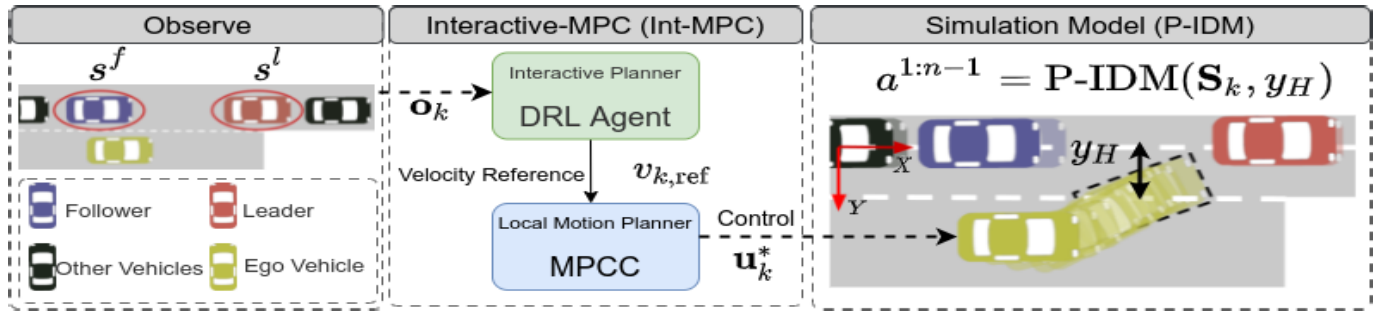 Observe
s^f
s^l
Follower
Leader
Other Vehicles
Ego Vehicle
Interactive-MPC (Int-MPC)
o_k
Interactive Planner
DRL Agent
Velocity Reference
v_{k,ref}
Local Motion Planner
MPCC
Control
u_k^*
Simulation Model (P-IDM)
a^{1:n-1} = P-IDM(S_k, y_H)
X
y_H
Y